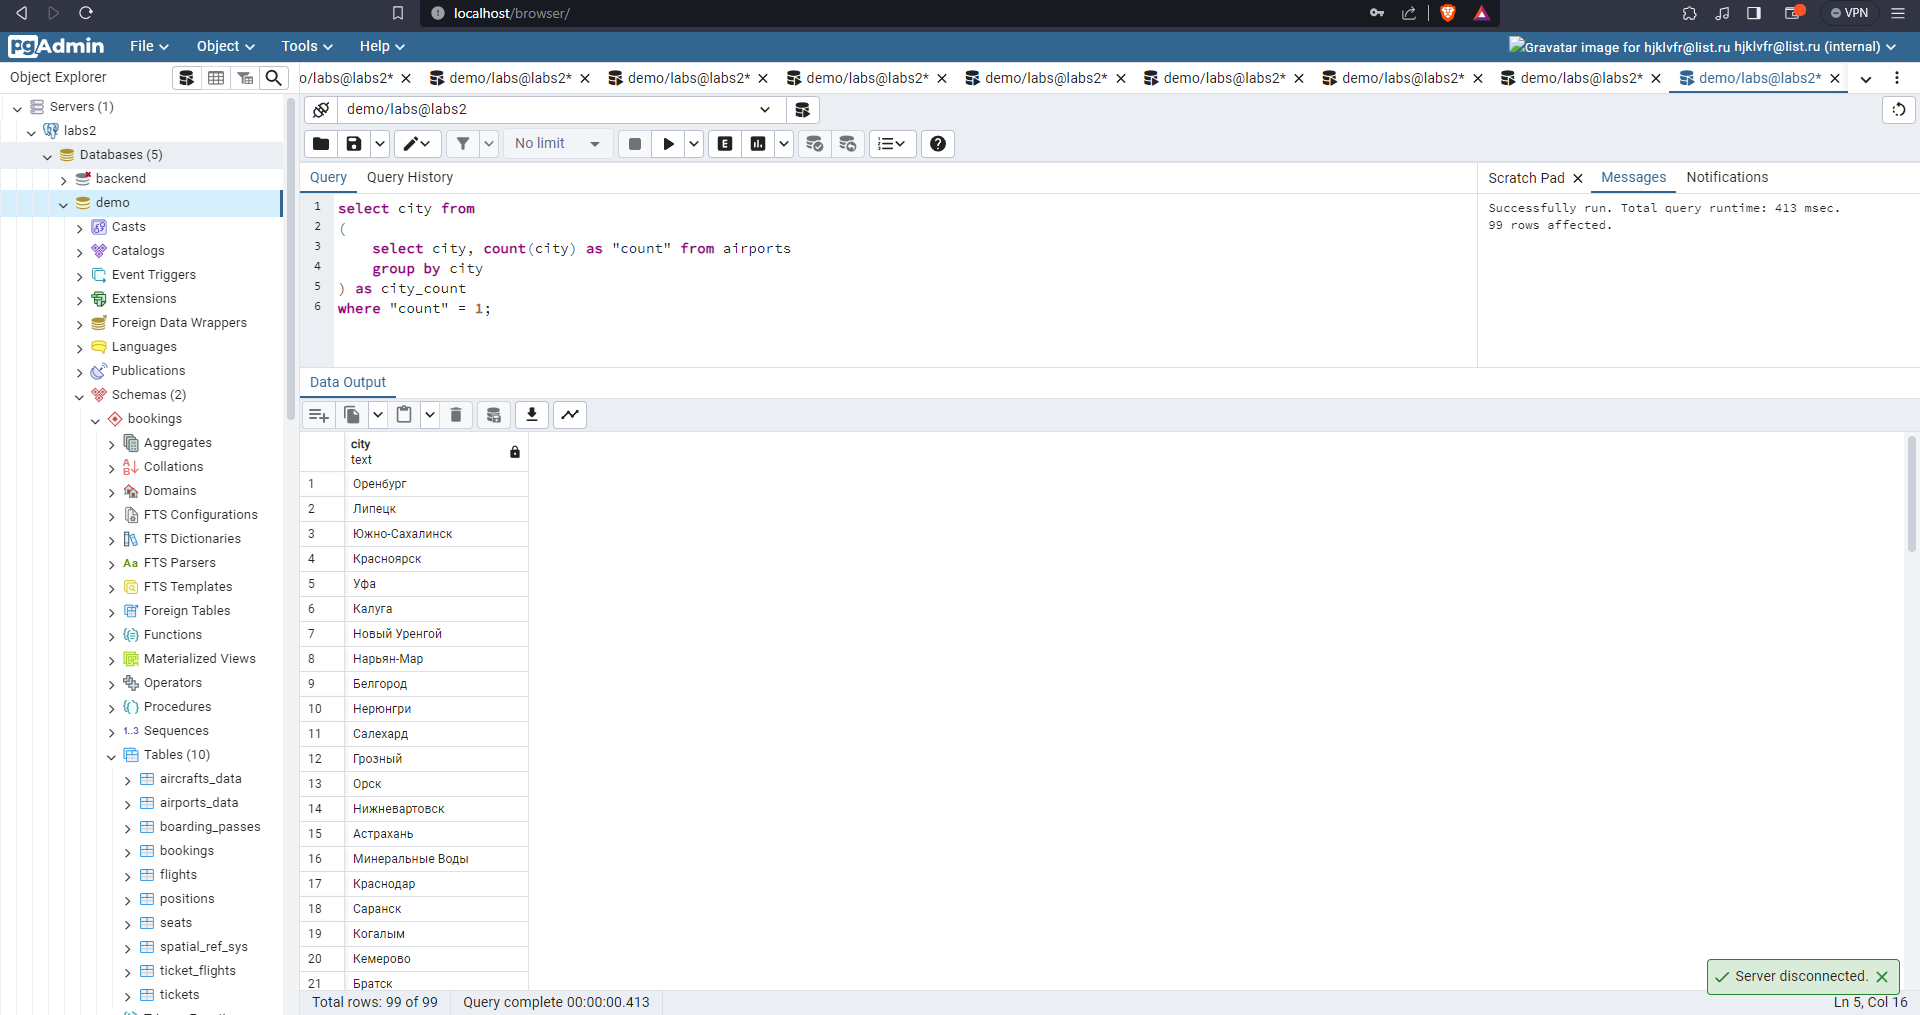 localhost/browser/
VPN
pgAdmin
File
Object
Tools
Help
Gravatar image for hjklvfr@list.ru hjklvfr@list.ru (internal)
Object Explorer
o/labs@labs2*
demo/labs@labs2*
demo/labs@labs2*
demo/labs@labs2*
demo/labs@labs2*
demo/labs@labs2*
demo/labs@labs2*
demo/labs@labs2*
demo/labs@labs2*
Servers (1)
labs2
Databases (5)
backend
demo
Casts
Catalogs
Event Triggers
Extensions
Foreign Data Wrappers
Languages
Publications
Schemas (2)
bookings
Aggregates
Collations
Domains
FTS Configurations
FTS Dictionaries
Aa FTS Parsers
FTS Templates
Foreign Tables
Functions
Materialized Views
Operators
Procedures
1..3 Sequences
Tables (10)
aircrafts_data
airports_data
boarding_passes
bookings
flights
positions
seats
spatial_ref_sys
ticket_flights
tickets
demo/labs@labs2
No limit
E
Query
Query History
1 select city from
2 (
3 select city, count(city) as "count" from airports
4 group by city
5 ) as city_count
6 where "count" = 1;
Scratch Pad
Messages
Notifications
Successfully run. Total query runtime: 413 msec.
99 rows affected.
Data Output
city
text
1 Оренбург
2 Липецк
3 Южно-Сахалинск
4 Красноярск
5 Уфа
6 Калуга
7 Новый Уренгой
8 Нарьян-Мар
9 Белгород
10 Нерюнгри
11 Салехард
12 Грозный
13 Орск
14 Нижневартовск
15 Астрахань
16 Минеральные Воды
17 Краснодар
18 Саранск
19 Когалым
20 Кемерово
21 Братск
Server disconnected.
Total rows: 99 of 99
Query complete 00:00:00.413
Ln 5, Col 16